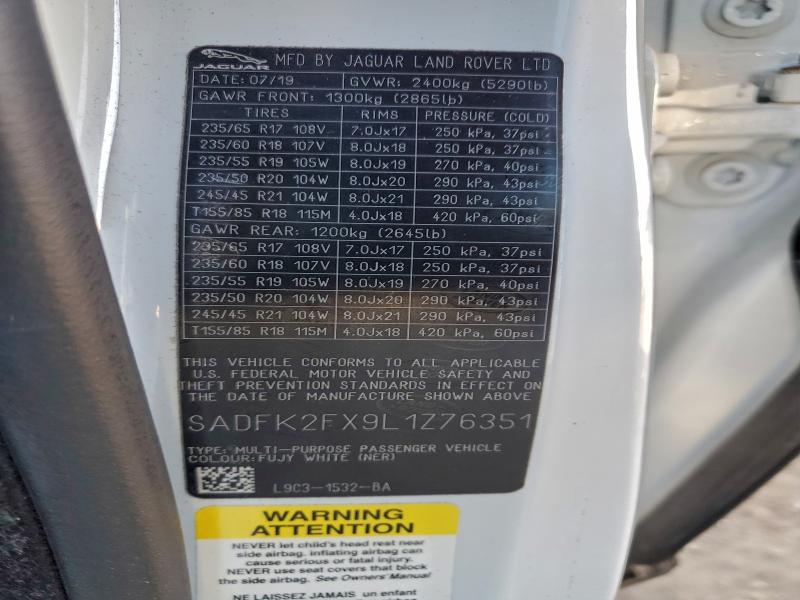 JAGUAR MFD BY JAGUAR LAND ROVER LTD
DATE: 07/19 GVWR: 2400kg (5290lb)
GAWR FRONT: 1300kg (2865lb)
TIRES RIMS PRESSURE (COLD)
235/65 R17 108V 7.0Jx17 250 kPa, 37psi
235/60 R18 107V 8.0Jx18 250 kPa, 37psi
235/55 R19 105W 8.0Jx19 270 kPa, 40psi
235/50 R20 104W 8.0Jx20 290 kPa, 43psi
245/45 R21 104W 8.0Jx21 290 kPa, 43psi
T155/85 R18 115M 4.0Jx18 420 kPa, 60psi
GAWR REAR: 1200kg (2645lb)
235/65 R17 108V 7.0Jx17 250 kPa, 37psi
235/60 R18 107V 8.0Jx18 250 kPa, 37psi
235/55 R19 105W 8.0Jx19 270 kPa, 40psi
235/50 R20 104W 8.0Jx20 290 kPa, 43psi
245/45 R21 104W 8.0Jx21 290 kPa, 43psi
T155/85 R18 115M 4.0Jx18 420 kPa, 60psi
THIS VEHICLE CONFORMS TO ALL APPLICABLE
U.S. FEDERAL MOTOR VEHICLE SAFETY AND
THEFT PREVENTION STANDARDS IN EFFECT ON
THE DATE OF MANUFACTURE SHOWN ABOVE
SADFK2FX9L1Z76351
TYPE: MULTI-PURPOSE PASSENGER VEHICLE
COLOUR: FUJY WHITE (NER)
L9C3-1532-BA
WARNING
ATTENTION
NEVER let child's head rest near
side airbag. inflating airbag can
cause serious or fatal injury.
NEVER use seat covers that block
the side airbag. See Owners' Manual
NE LAISSEZ JAMAIS un enfant